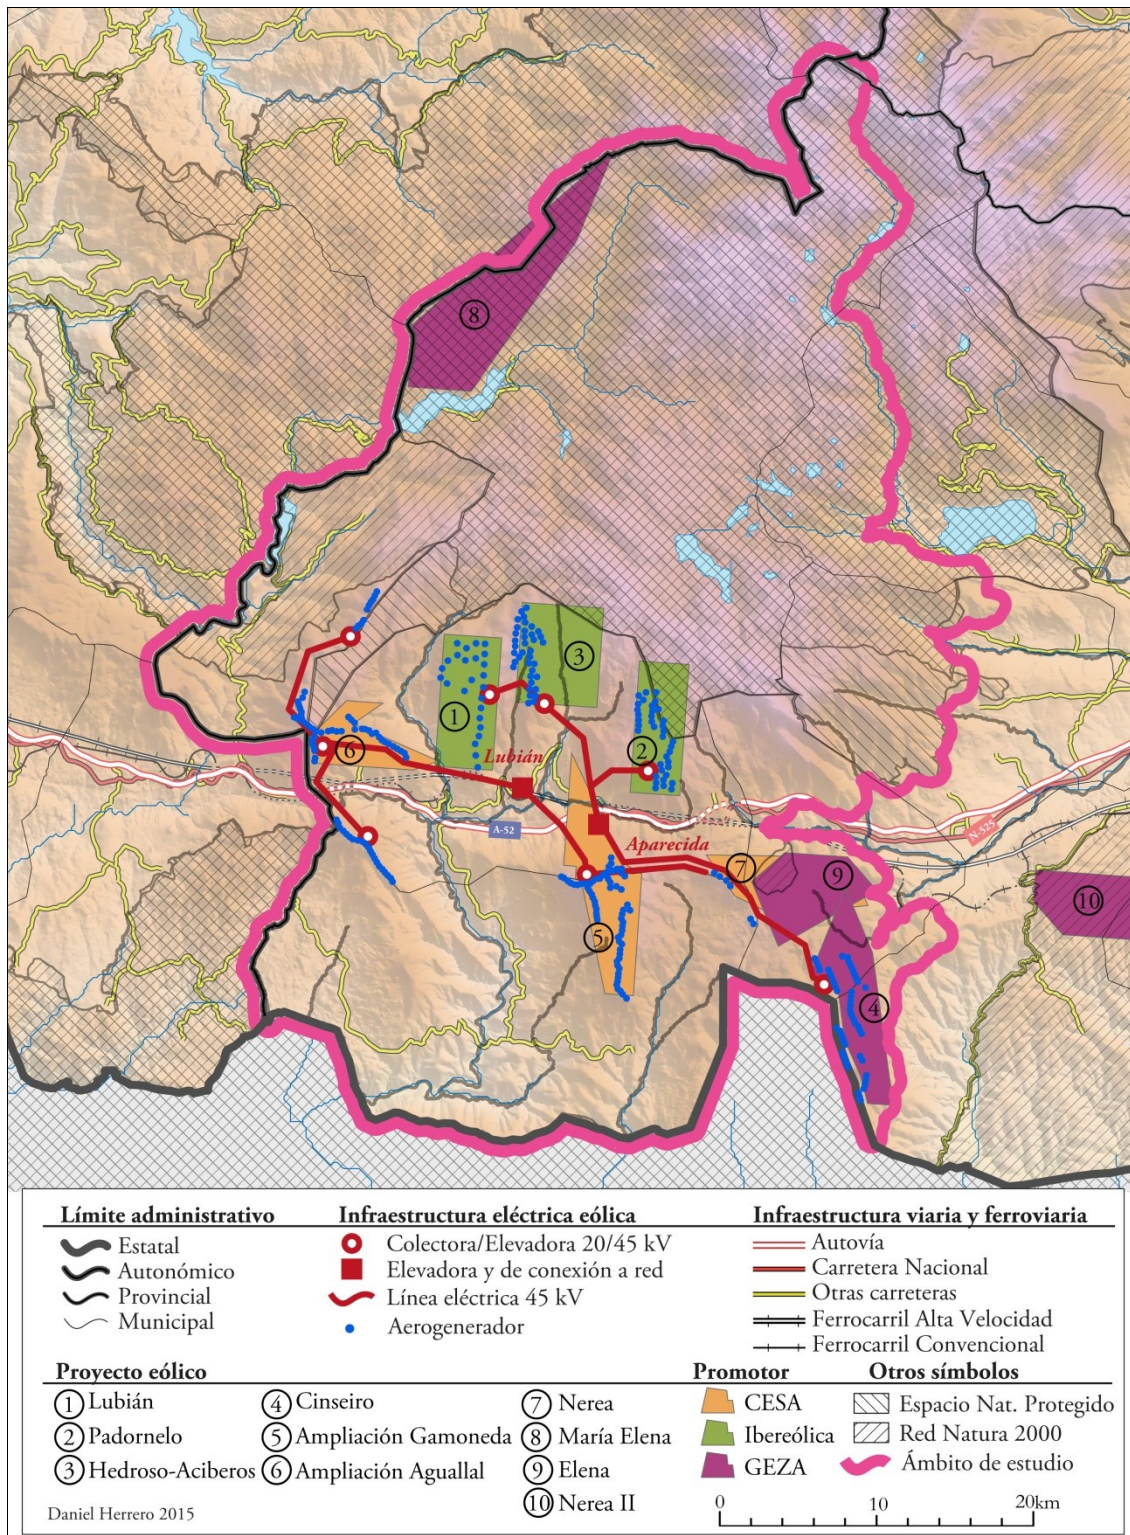 8
3
1
2
6
Lubián
A-52
Aparecida
N-525
7
9
10
5
4
Límite administrativo
Estatal
Autonómico
Provincial
Municipal
Infraestructura eléctrica eólica
Colectora/Elevadora 20/45 kV
Elevadora y de conexión a red
Línea eléctrica 45 kV
Aerogenerador
Infraestructura viaria y ferroviaria
Autovía
Carretera Nacional
Otras carreteras
Ferrocarril Alta Velocidad
Ferrocarril Convencional
Proyecto eólico
1 Lubián
2 Padornelo
3 Hedroso-Aciberos
4 Cinseiro
5 Ampliación Gamoneda
6 Ampliación Aguallal
7 Nerea
8 María Elena
9 Elena
10 Nerea II
Promotor
CESA
Ibereólica
GEZA
Otros símbolos
Espacio Nat. Protegido
Red Natura 2000
Ámbito de estudio
0 10 20km
Daniel Herrero 2015